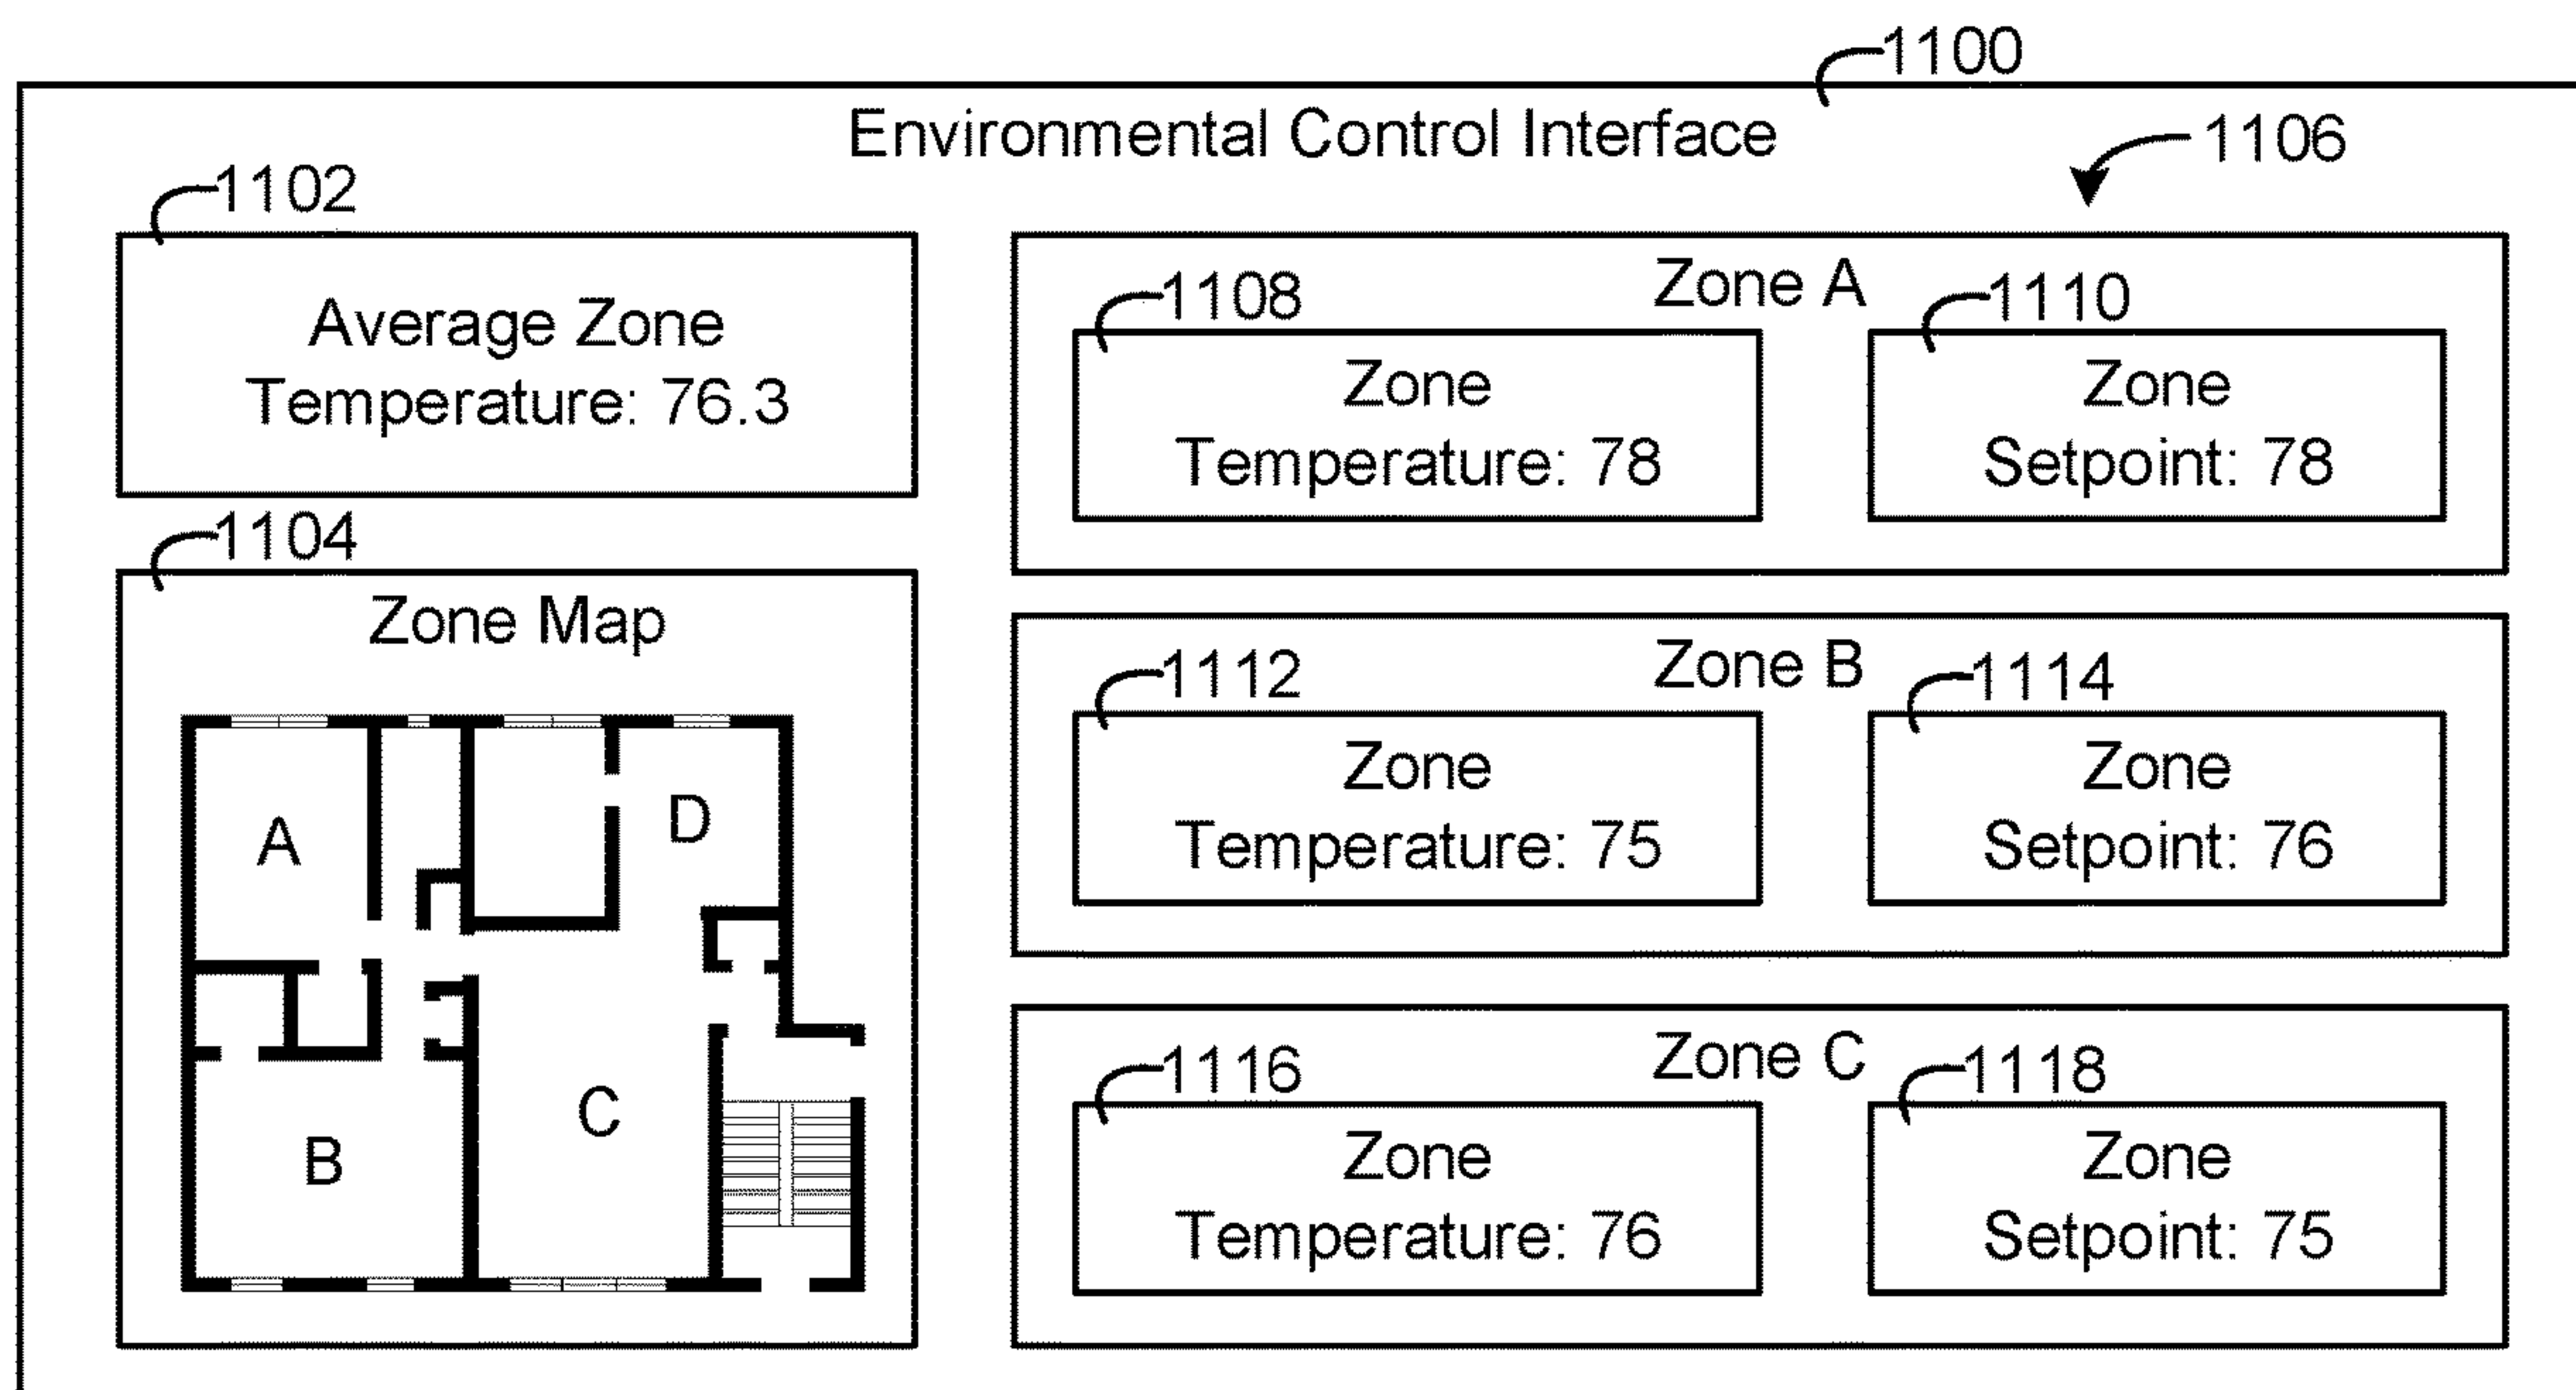 1100
Environmental Control Interface
1106
1102
Average Zone
Temperature: 76.3
1104
Zone Map
A
D
B
C
Zone A
1108
1110
Zone
Temperature: 78
Zone
Setpoint: 78
Zone B
1112
1114
Zone
Temperature: 75
Zone
Setpoint: 76
Zone C
1116
1118
Zone
Temperature: 76
Zone
Setpoint: 75